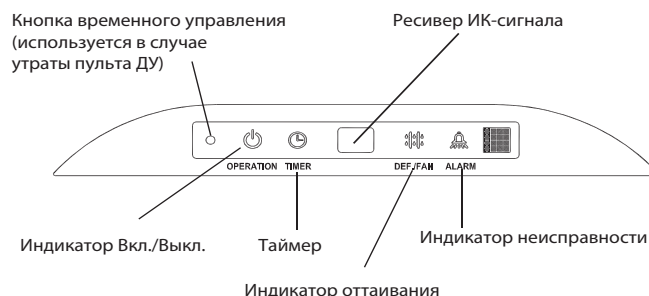 Кнопка временного управления
(используется в случае
утраты пульта ДУ)
Ресивер ИК-сигнала
OPERATION TIMER DEF./FAN ALARM
Индикатор Вкл./Выкл.
Таймер
Индикатор неисправности
Индикатор оттаивания